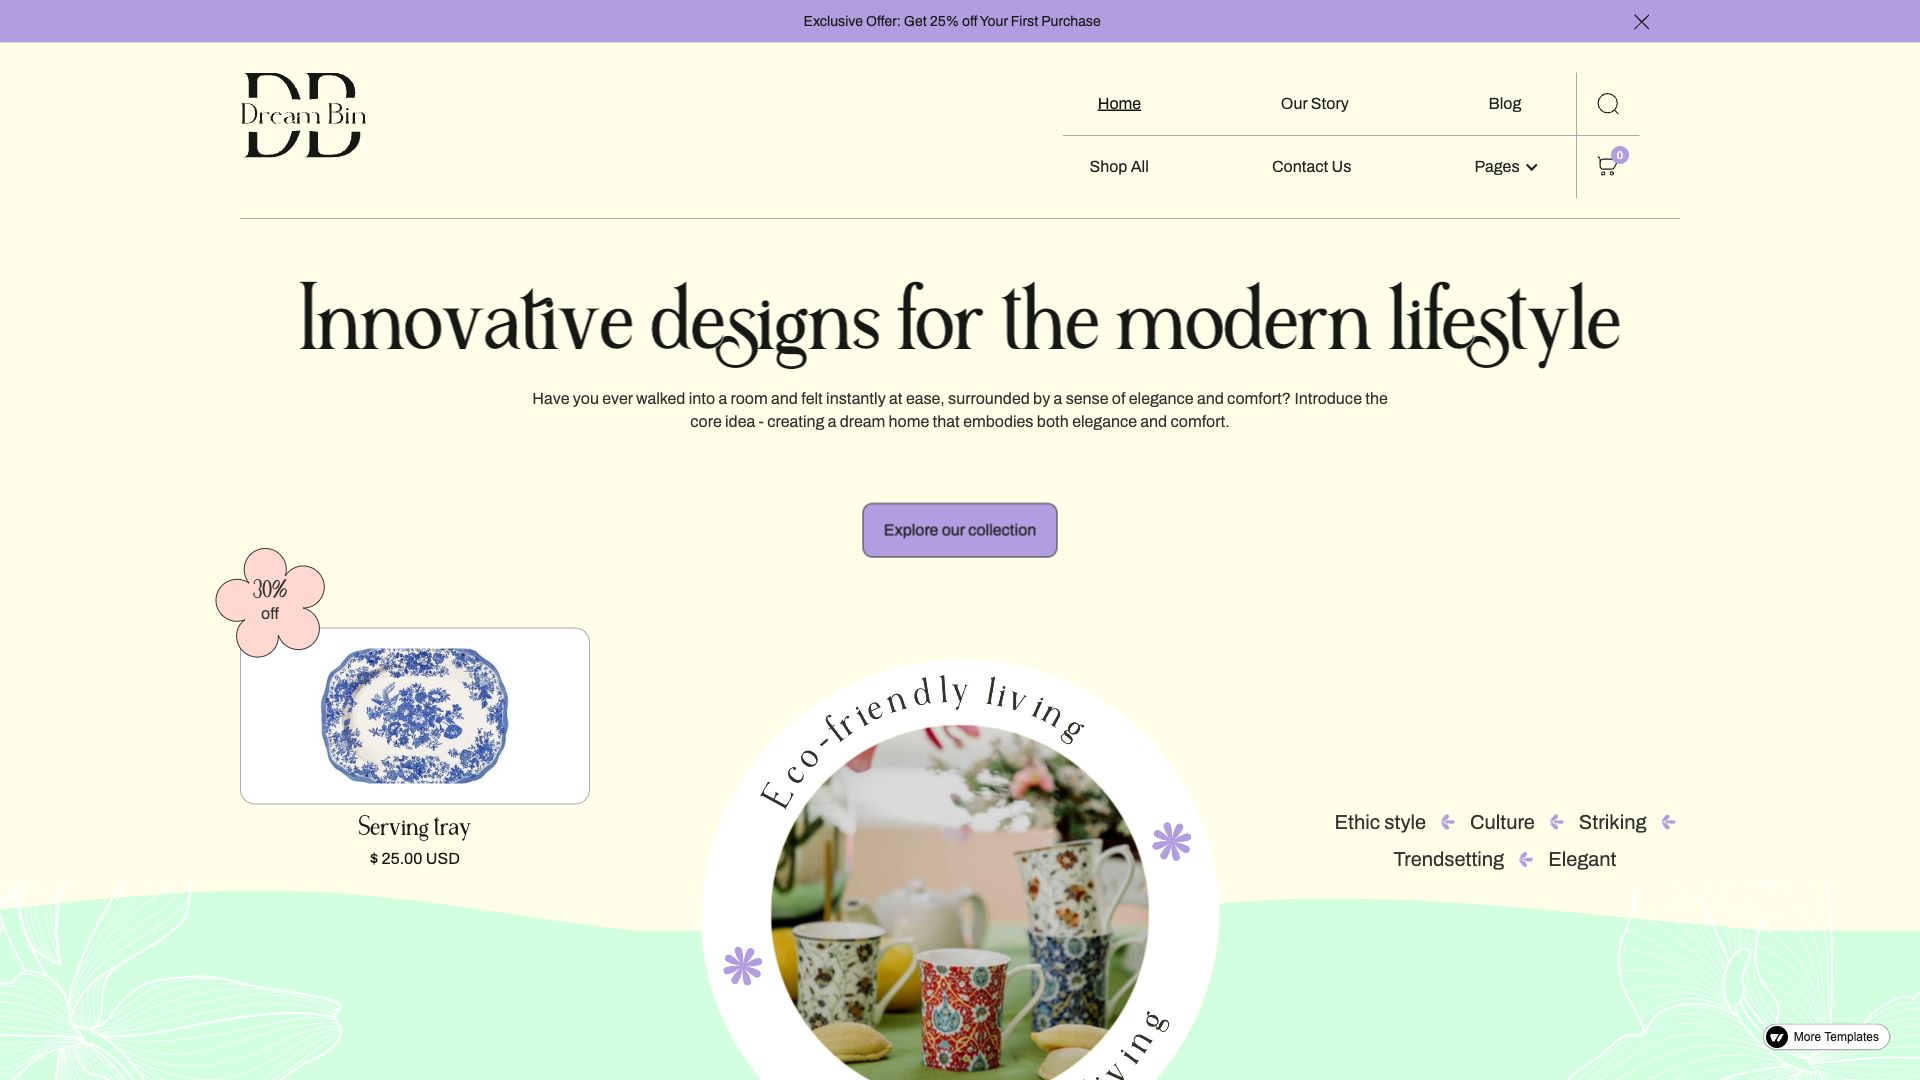 Exclusive Offer: Get 25% off Your First Purchase
DB
Dream Bin
Home
Our Story
Blog
Shop All
Contact Us
Pages
0
Innovative designs for the modern lifestyle
Have you ever walked into a room and felt instantly at ease, surrounded by a sense of elegance and comfort? Introduce the
core idea - creating a dream home that embodies both elegance and comfort.
Explore our collection
30%
off
Serving tray
$ 25.00 USD
Eco-friendly living
Ethic style
Culture
Striking
Trendsetting
Elegant
living
More Templates